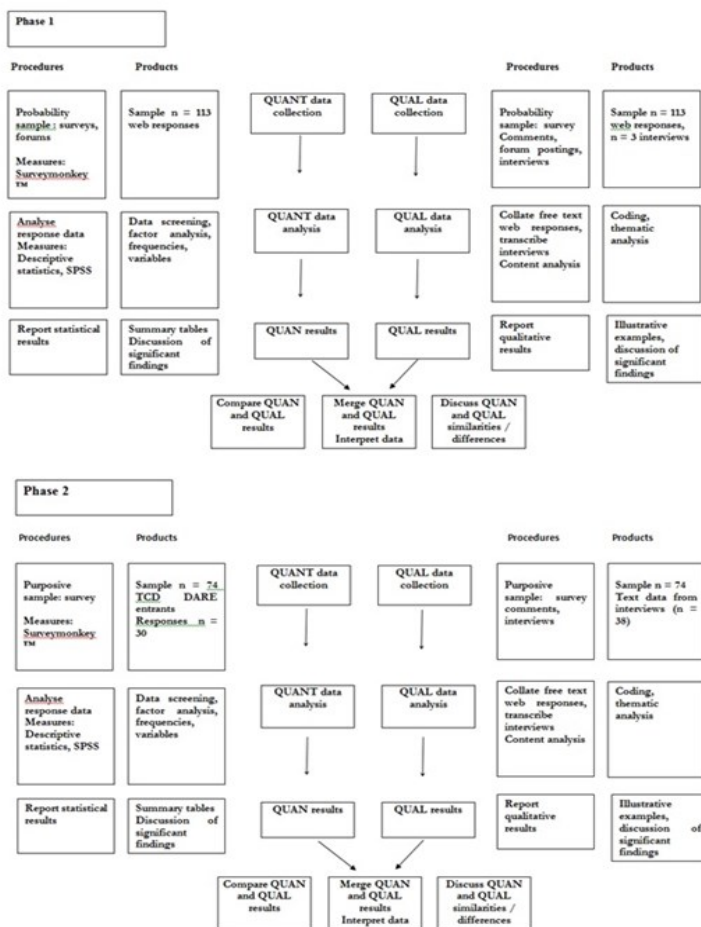 Phase 1
Procedures
Products
Procedures
Products
Probability
sample : surveys,
forums
Measures:
Surveymonkey
TM
Sample n = 113
web responses
QUANT data
collection
QUAL data
collection
Probability
sample: survey
Comments,
forum postings,
interviews
Sample n = 113
web responses,
n = 3 interviews
Analyse
response data
Measures:
Descriptive
statistics, SPSS
Data screening,
factor analysis,
frequencies,
variables
QUANT data
analysis
QUAL data
analysis
Collate free text
web responses,
transcribe
interviews
Content analysis
Coding,
thematic
analysis
Report statistical
results
Summary tables
Discussion of
significant
findings
QUAN results
QUAL results
Report
qualitative
results
Illustrative
examples,
discussion of
significant
findings
Compare QUAN
and QUAL
results
Merge QUAN
and QUAL
results
Interpret data
Discuss QUAN
and QUAL
similarities /
differences
Phase 2
Procedures
Products
Procedures
Products
Purposive
sample: survey
Measures:
Surveymonkey
TM
Sample n = 74
TCD DARE
entrants
Responses n =
30
QUANT data
collection
QUAL data
collection
Purposive
sample: survey
comments,
interviews
Sample n = 74
Text data from
interviews (n =
38)
Analyse
response data
Measures:
Descriptive
statistics, SPSS
Data screening,
factor analysis,
frequencies,
variables
QUANT data
analysis
QUAL data
analysis
Collate free text
web responses,
transcribe
interviews
Content analysis
Coding,
thematic
analysis
Report statistical
results
Summary tables
Discussion of
significant
findings
QUAN results
QUAL results
Report
qualitative
results
Illustrative
examples,
discussion of
significant
findings
Compare QUAN
and QUAL
results
Merge QUAN
and QUAL
results
Interpret data
Discuss QUAN
and QUAL
similarities /
differences